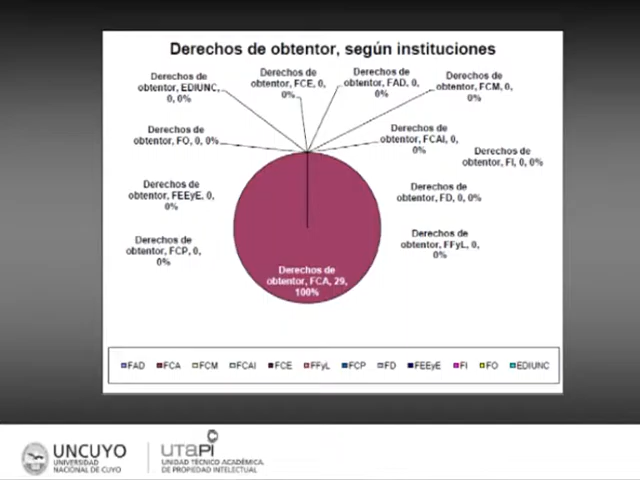 Derechos de obtentor, según instituciones
Derechos de
obtentor, EDIUNC,
0, 0%
Derechos de
obtentor, FCE, 0,
0%
Derechos de
obtentor, FAD, 0,
0%
Derechos de
obtentor, FCM, 0,
0%
Derechos de
obtentor, FO, 0, 0%
Derechos de
obtentor, FCAI, 0,
0%
Derechos de
obtentor, FI, 0, 0%
Derechos de
obtentor, FEEyE, 0,
0%
Derechos de
obtentor, FD, 0, 0%
Derechos de
obtentor, FCP, 0,
0%
Derechos de
obtentor, FFyL, 0,
0%
Derechos de
obtentor, FCA, 29,
100%
FAD FCA FCM FCAI FCE FFyL FCP FD FEEyE FI FO EDIUNC
UNCUYO
UNIVERSIDAD
NACIONAL DE CUYO
UTAPI
UNIDAD TÉCNICO ACADÉMICA
DE PROPIEDAD INTELECTUAL